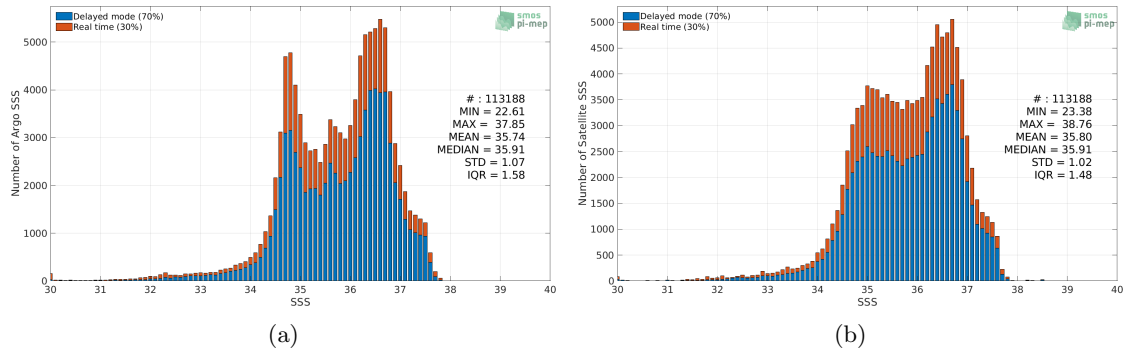 Delayed mode (70%)
Real time (30%)
smos
pi-mep
5000
4000
3000
2000
1000
0
Number of Argo SSS
# : 113188
MIN = 22.61
MAX = 37.85
MEAN = 35.74
MEDIAN = 35.91
STD = 1.07
IQR = 1.58
30 31 32 33 34 35 36 37 38 39 40
SSS
(a)
Delayed mode (70%)
Real time (30%)
smos
pi-mep
5000
4500
4000
3500
3000
2500
2000
1500
1000
500
0
Number of Satellite SSS
# : 113188
MIN = 23.38
MAX = 38.76
MEAN = 35.80
MEDIAN = 35.91
STD = 1.02
IQR = 1.48
30 31 32 33 34 35 36 37 38 39 40
SSS
(b)